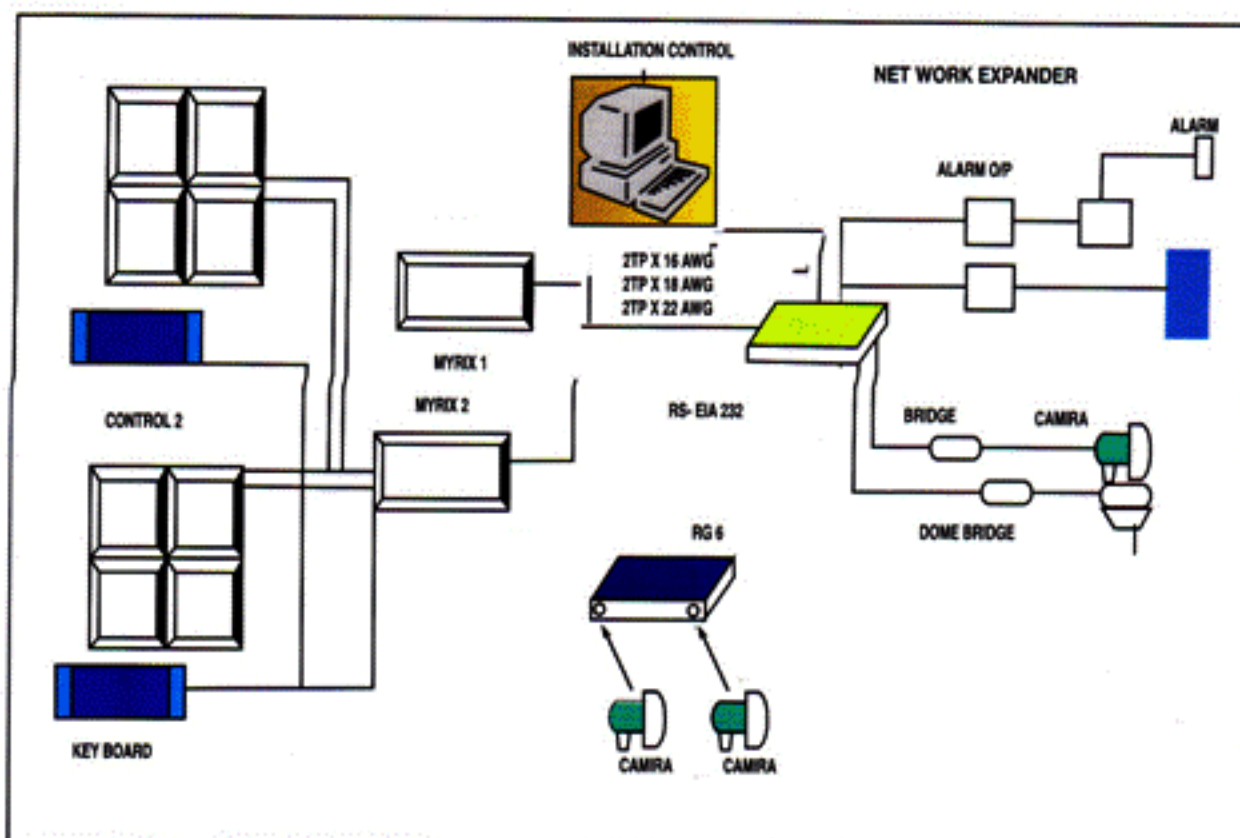 INSTALLATION CONTROL
NET WORK EXPANDER
ALARM
ALARM O/P
2TP X 16 AWG
2TP X 18 AWG
2TP X 22 AWG
MYRIX 1
MYRIX 2
RS- EIA 232
CONTROL 2
BRIDGE
CAMIRA
DOME BRIDGE
RG 6
KEY BOARD
CAMIRA
CAMIRA